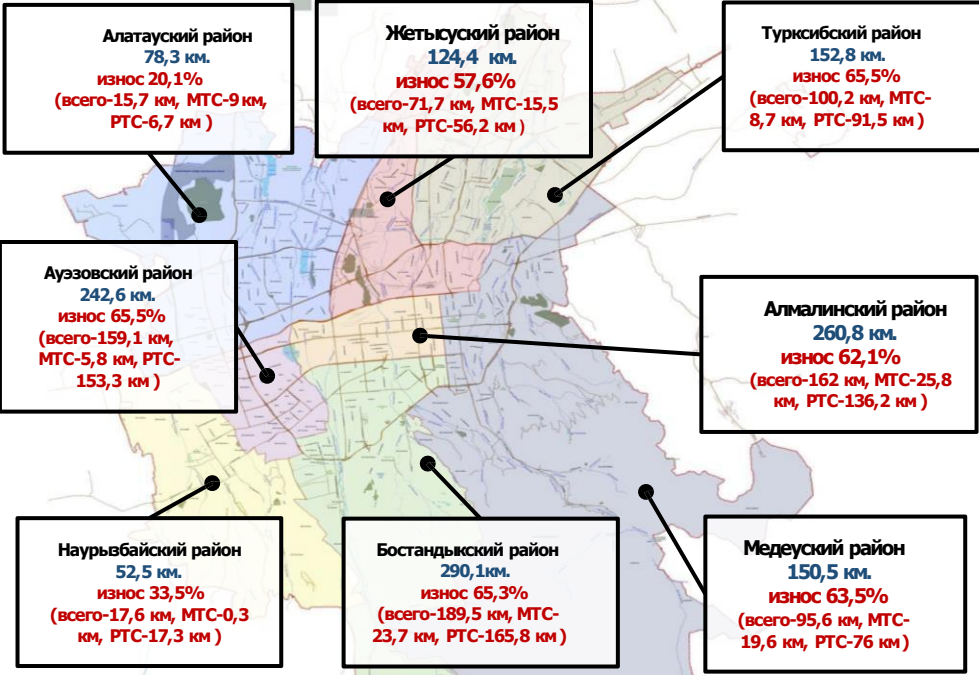 Алатауский район
78,3 км.
износ 20,1%
(всего-15,7 км, МТС-9 км,
РТС-6,7 км )
Жетысуский район
124,4 км.
износ 57,6%
(всего-71,7 км, МТС-15,5
км, РТС-56,2 км )
Турксибский район
152,8 км.
износ 65,5%
(всего-100,2 км, МТС-
8,7 км, РТС-91,5 км )
Ауэзовский район
242,6 км.
износ 65,5%
(всего-159,1 км,
МТС-5,8 км, РТС-
153,3 км )
Алмалинский район
260,8 км.
износ 62,1%
(всего-162 км, МТС-25,8
км, РТС-136,2 км )
Наурызбайский район
52,5 км.
износ 33,5%
(всего-17,6 км, МТС-0,3
км, РТС-17,3 км )
Бостандыкский район
290,1км.
износ 65,3%
(всего-189,5 км, МТС-
23,7 км, РТС-165,8 км )
Медеуский район
150,5 км.
износ 63,5%
(всего-95,6 км, МТС-
19,6 км, РТС-76 км )